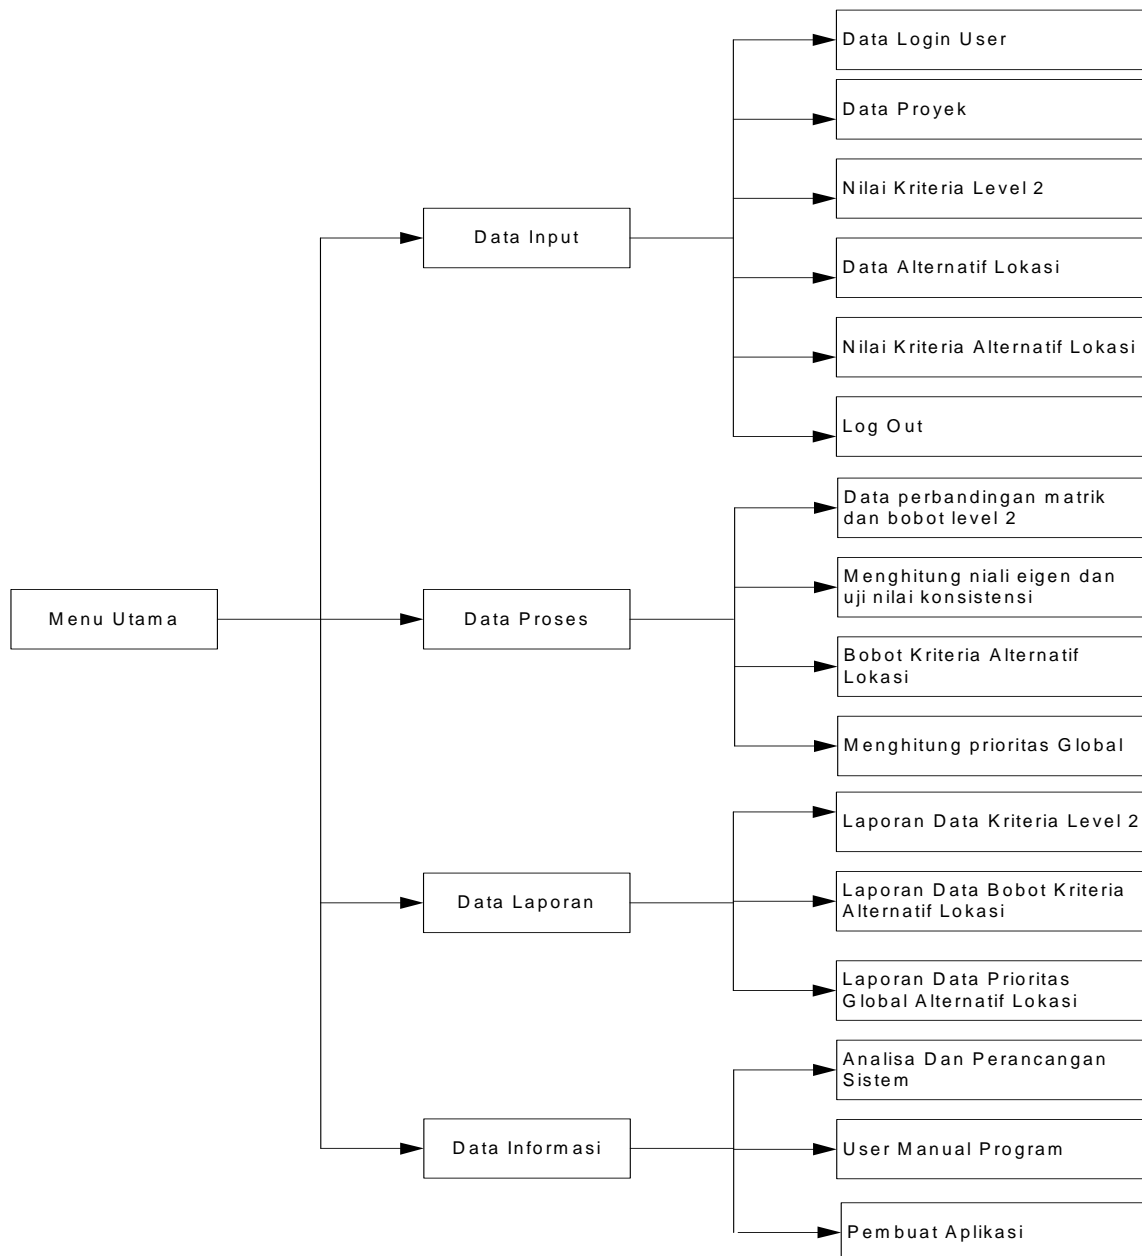 Data Login User
Data Proyek
Nilai Kriteria Level 2
Data Input
Data Alternatif Lokasi
Nilai Kriteria Alternatif Lokasi
Log Out
Data perbandingan matrik
dan bobot level 2
Menghitung niali eigen dan
uji nilai konsistensi
Menu Utama
Data Proses
Bobot Kriteria Alternatif
Lokasi
Menghitung prioritas Global
Laporan Data Kriteria Level 2
Data Laporan
Laporan Data Bobot Kriteria
Alternatif Lokasi
Laporan Data Prioritas
Global Alternatif Lokasi
Analisa Dan Perancangan
Sistem
Data Informasi
User Manual Program
Pembuat Aplikasi